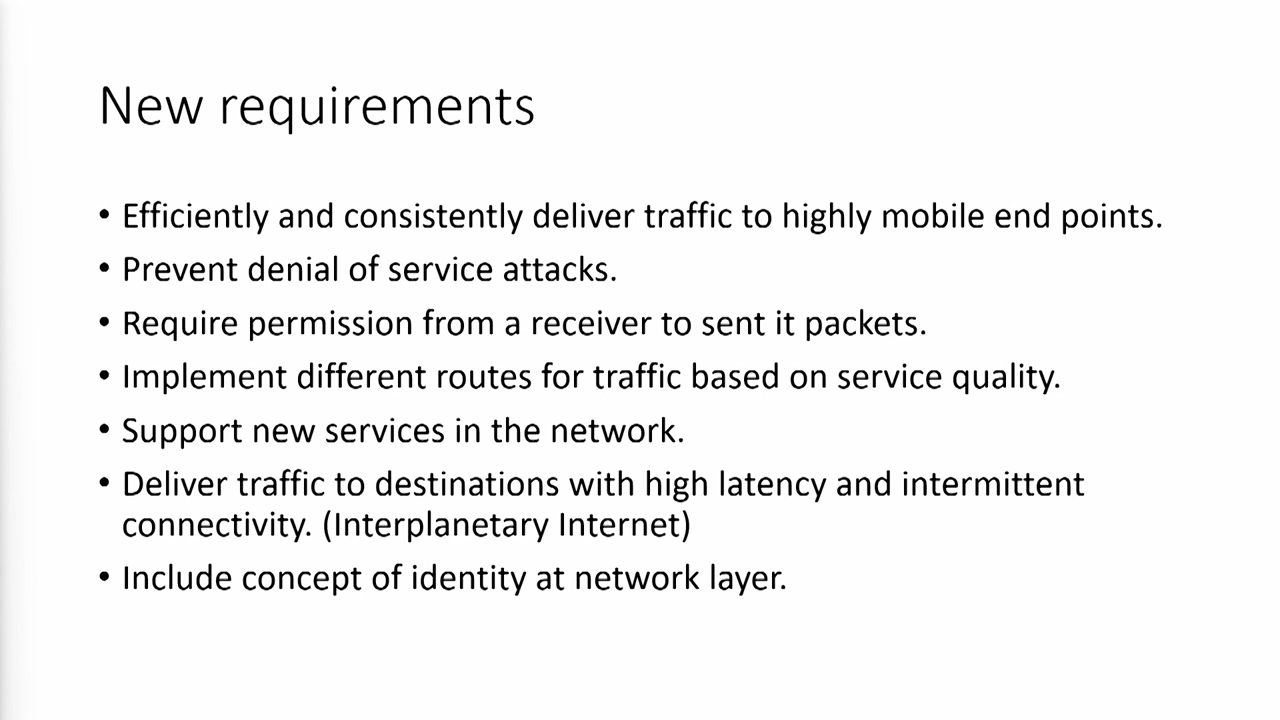 New requirements
• Efficiently and consistently deliver traffic to highly mobile end points.
• Prevent denial of service attacks.
• Require permission from a receiver to sent it packets.
• Implement different routes for traffic based on service quality.
• Support new services in the network.
• Deliver traffic to destinations with high latency and intermittent
connectivity. (Interplanetary Internet)
• Include concept of identity at network layer.